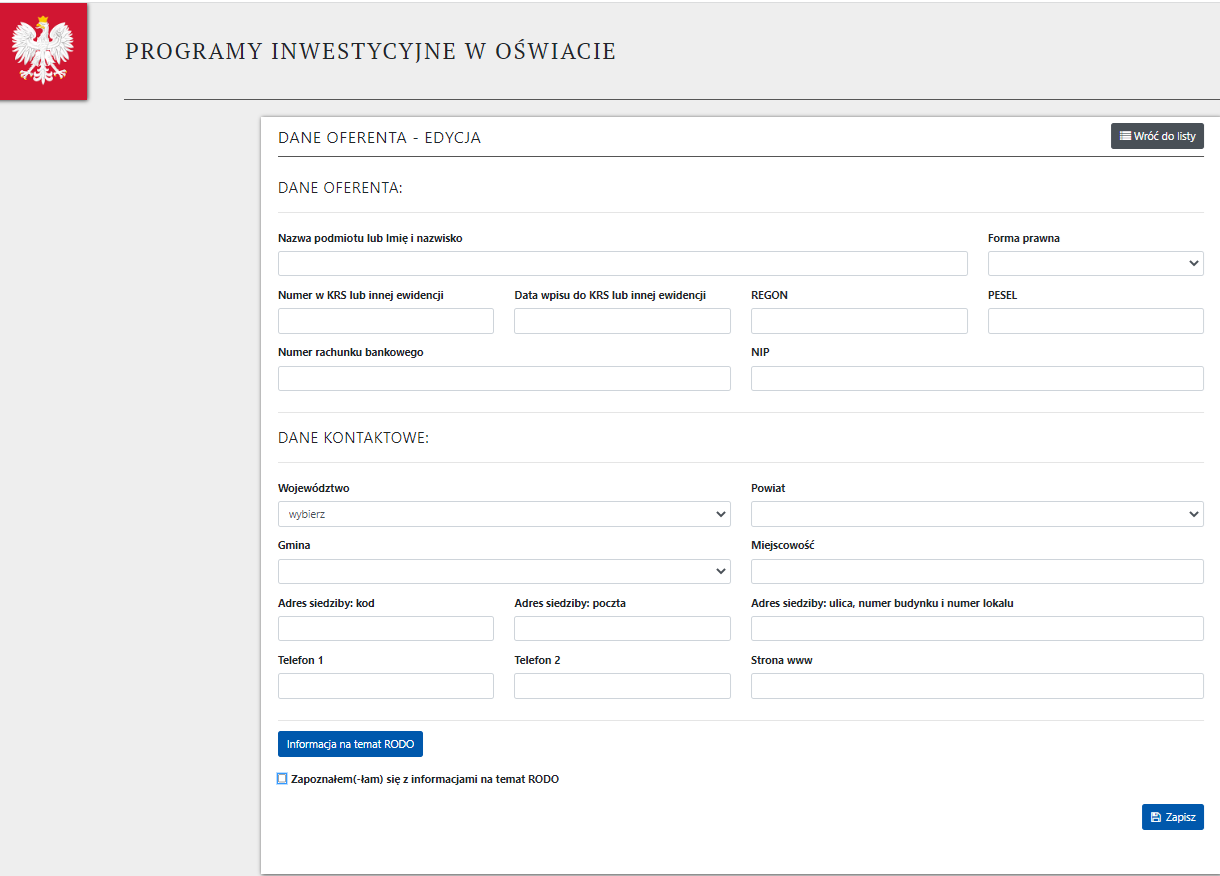 PROGRAMY INWESTYCYJNE W OŚWIACIE
DANE OFERENTA - EDYCJA
Wróć do listy
DANE OFERENTA:
Nazwa podmiotu lub Imię i nazwisko
Forma prawna
Numer w KRS lub innej ewidencji
Data wpisu do KRS lub innej ewidencji
REGON
PESEL
Numer rachunku bankowego
NIP
DANE KONTAKTOWE:
Województwo
Powiat
wybierz
Gmina
Miejscowość
Adres siedziby: kod
Adres siedziby: poczta
Adres siedziby: ulica, numer budynku i numer lokalu
Telefon 1
Telefon 2
Strona www
Informacja na temat RODO
Zapoznałem(-łam) się z informacjami na temat RODO
Zapisz